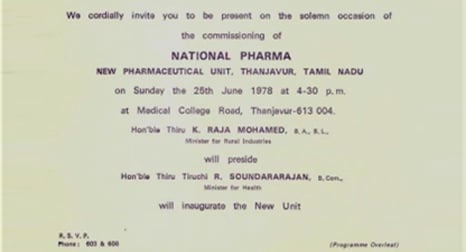 We cordially invite you to be present on the solemn occasion of
the commissioning of
NATIONAL PHARMA
NEW PHARMACEUTICAL UNIT, THANJAVUR, TAMIL NADU
on Sunday the 25th June 1978 at 4-30 p.m.
at Medical College Road, Thanjavur-613 004.
Hon'ble Thiru K. RAJA MOHAMED, B.A., B.L.,
Minister for Rural Industries
will preside
Hon'ble Thiru Tiruchi R. SOUNDARARAJAN, B.Com.,
Minister for Health
will inaugurate the New Unit
R. S. V. P.
Phone: 603 & 608
(Programme Overleaf)